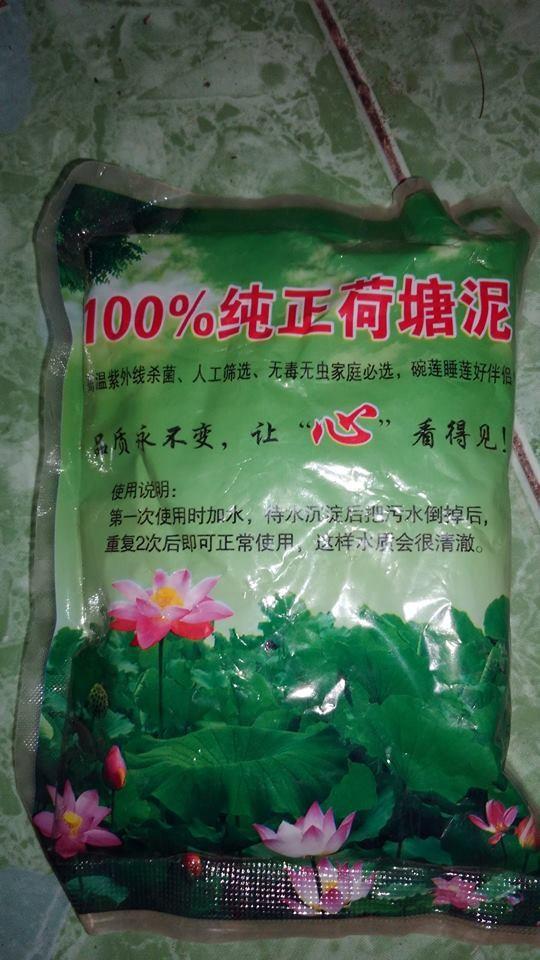 100%纯正荷塘泥
高温紫外线杀菌、人工筛选、无毒无虫家庭必选，碗莲睡莲好伴侣
品质永不变，让“心”看得见！
使用说明：
第一次使用时加水，待水沉淀后把污水倒掉后，
重复2次后即可正常使用，这样水质会很清澈。